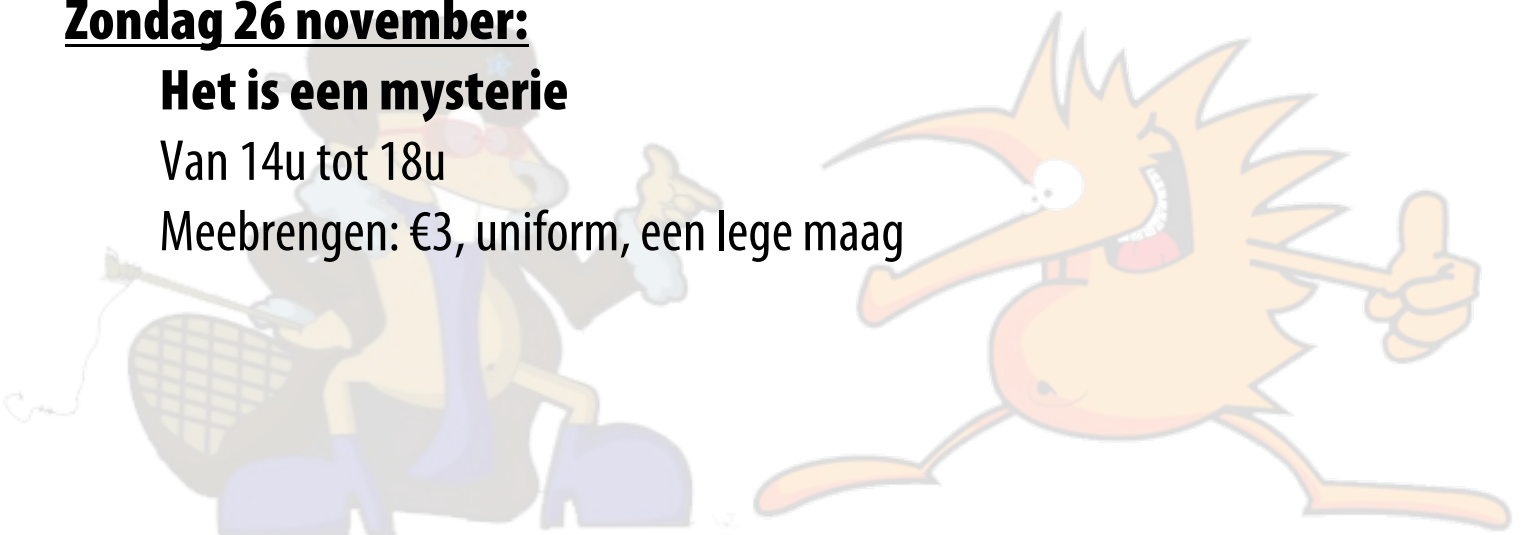 Zondag 26 november:
Het is een mysterie
Van 14u tot 18u
Meebrengen: €3, uniform, een lege maag